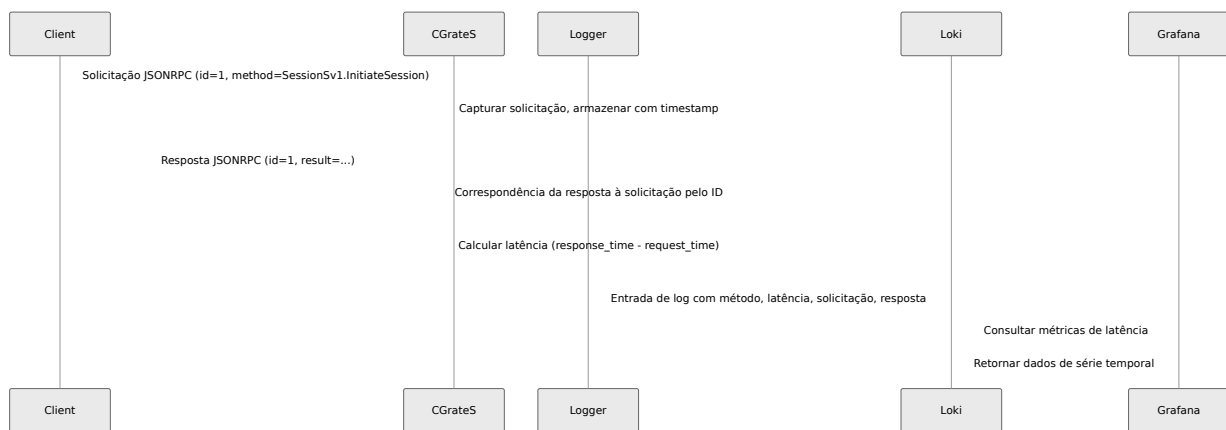 Client
CGrateS
Logger
Loki
Grafana
Solicitação JSONRPC (id=1, method=SessionSv1.InitiateSession)
Capturar solicitação, armazenar com timestamp
Resposta JSONRPC (id=1, result=...)
Correspondência da resposta à solicitação pelo ID
Calcular latência (response_time - request_time)
Entrada de log com método, latência, solicitação, resposta
Consultar métricas de latência
Retornar dados de série temporal
Client
CGrateS
Logger
Loki
Grafana